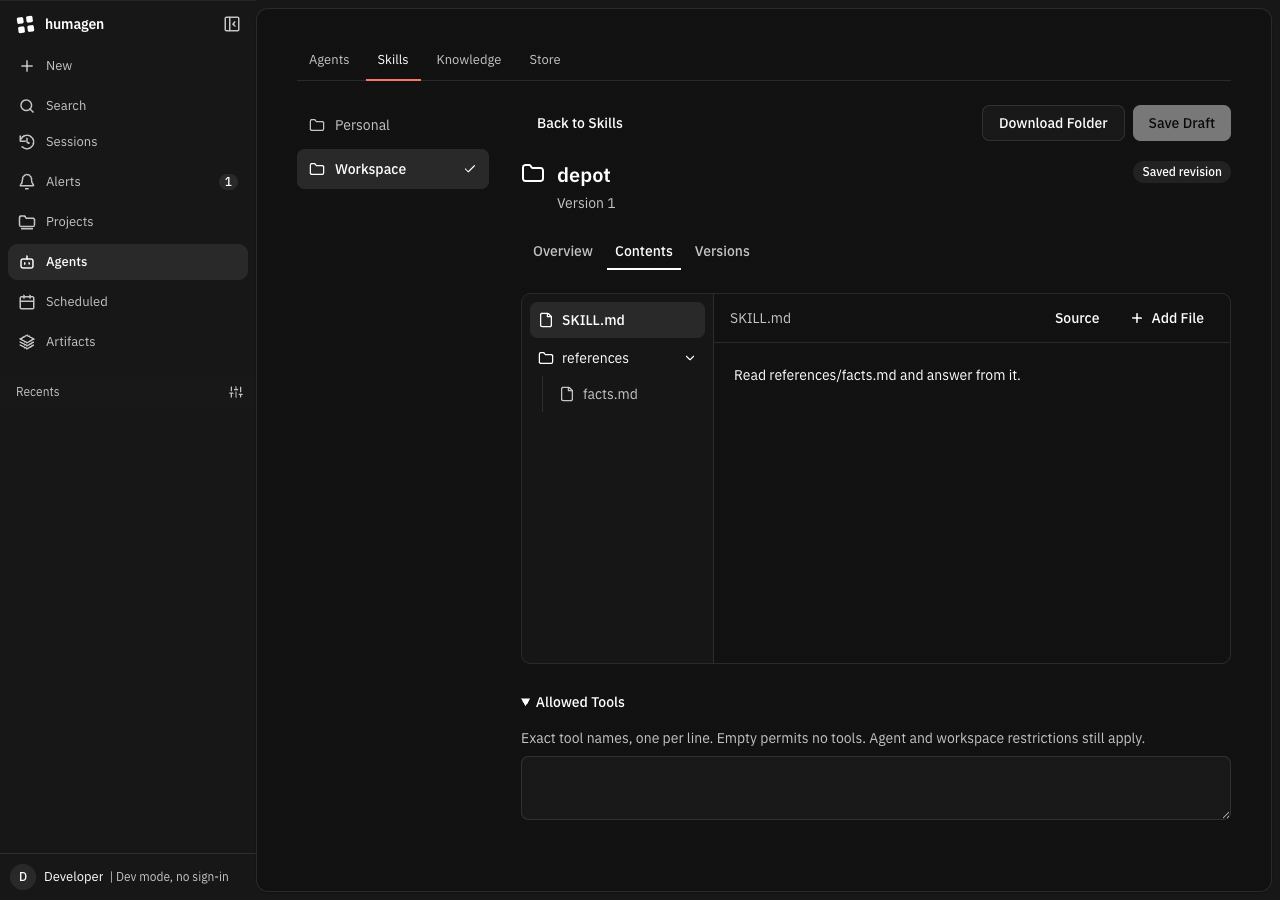 humagen
New
Search
Sessions
Alerts 1
Projects
Agents
Scheduled
Artifacts
Recents
D Developer | Dev mode, no sign-in
Agents Skills Knowledge Store
Personal
Workspace
Back to Skills Download Folder Save Draft
depot Saved revision
Version 1
Overview Contents Versions
SKILL.md
references
facts.md
SKILL.md Source Add File
Read references/facts.md and answer from it.
Allowed Tools
Exact tool names, one per line. Empty permits no tools. Agent and workspace restrictions still apply.